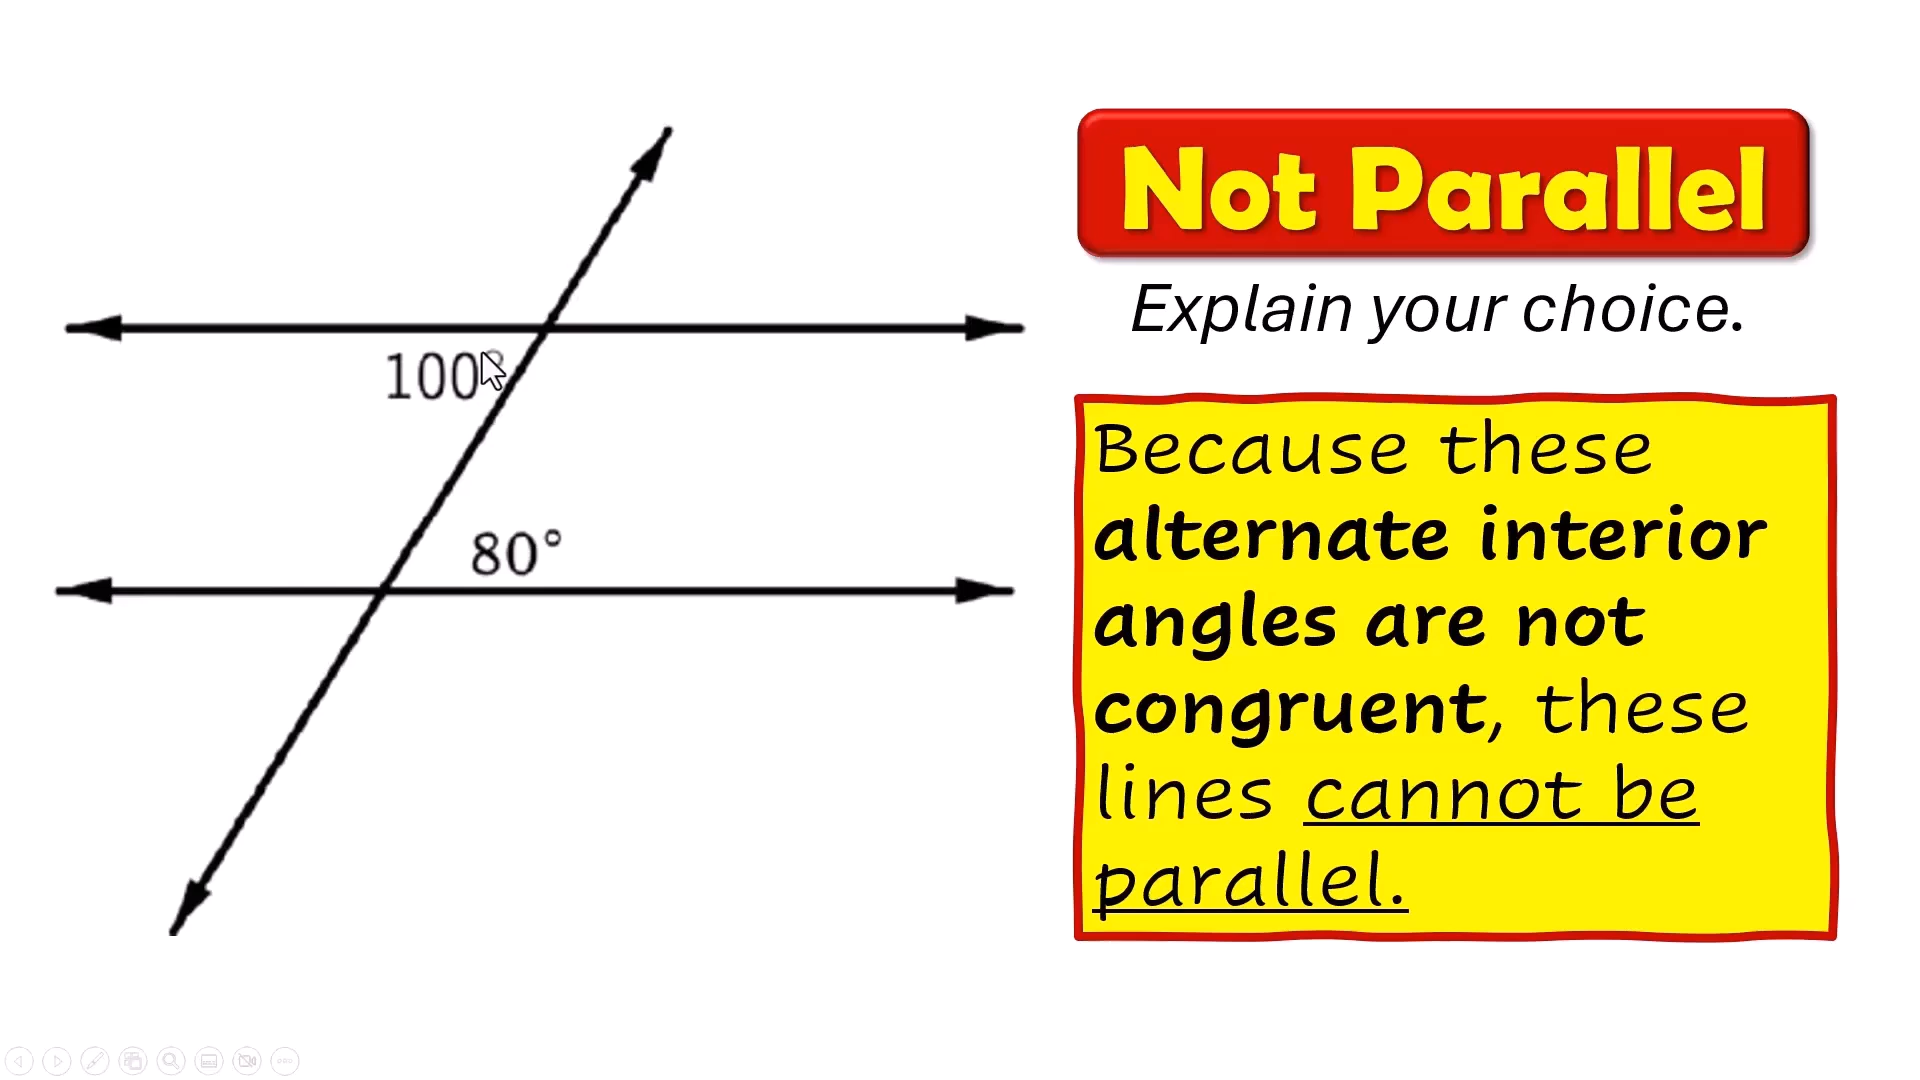 Not Parallel
Explain your choice.
100°
80°
Because these
alternate interior
angles are not
congruent, these
lines cannot be
parallel.